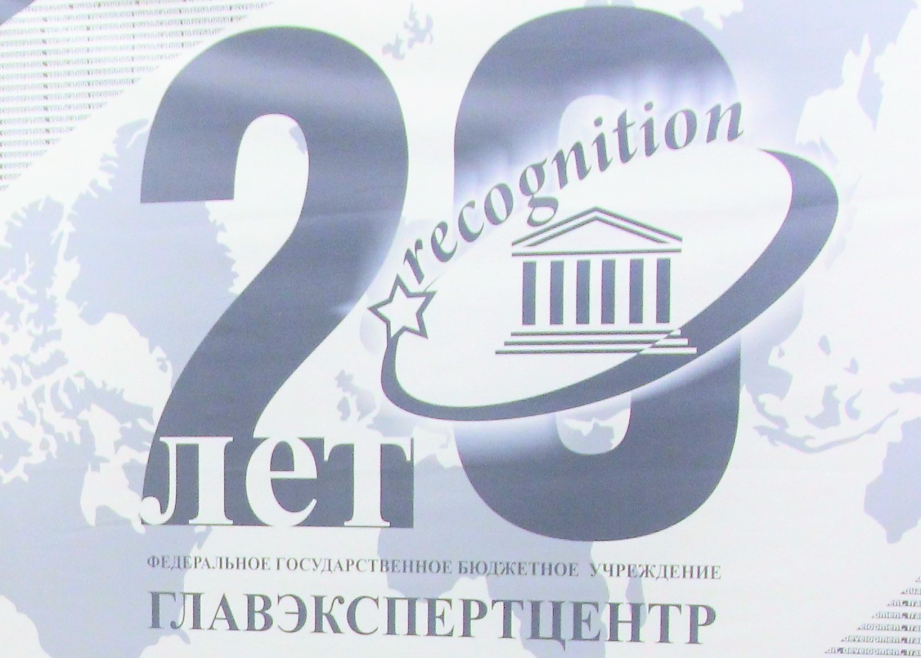 20
recognition
лет
ФЕДЕРАЛЬНОЕ ГОСУДАРСТВЕННОЕ БЮДЖЕТНОЕ УЧРЕЖДЕНИЕ
ГЛАВЭКСПЕРТЦЕНТР